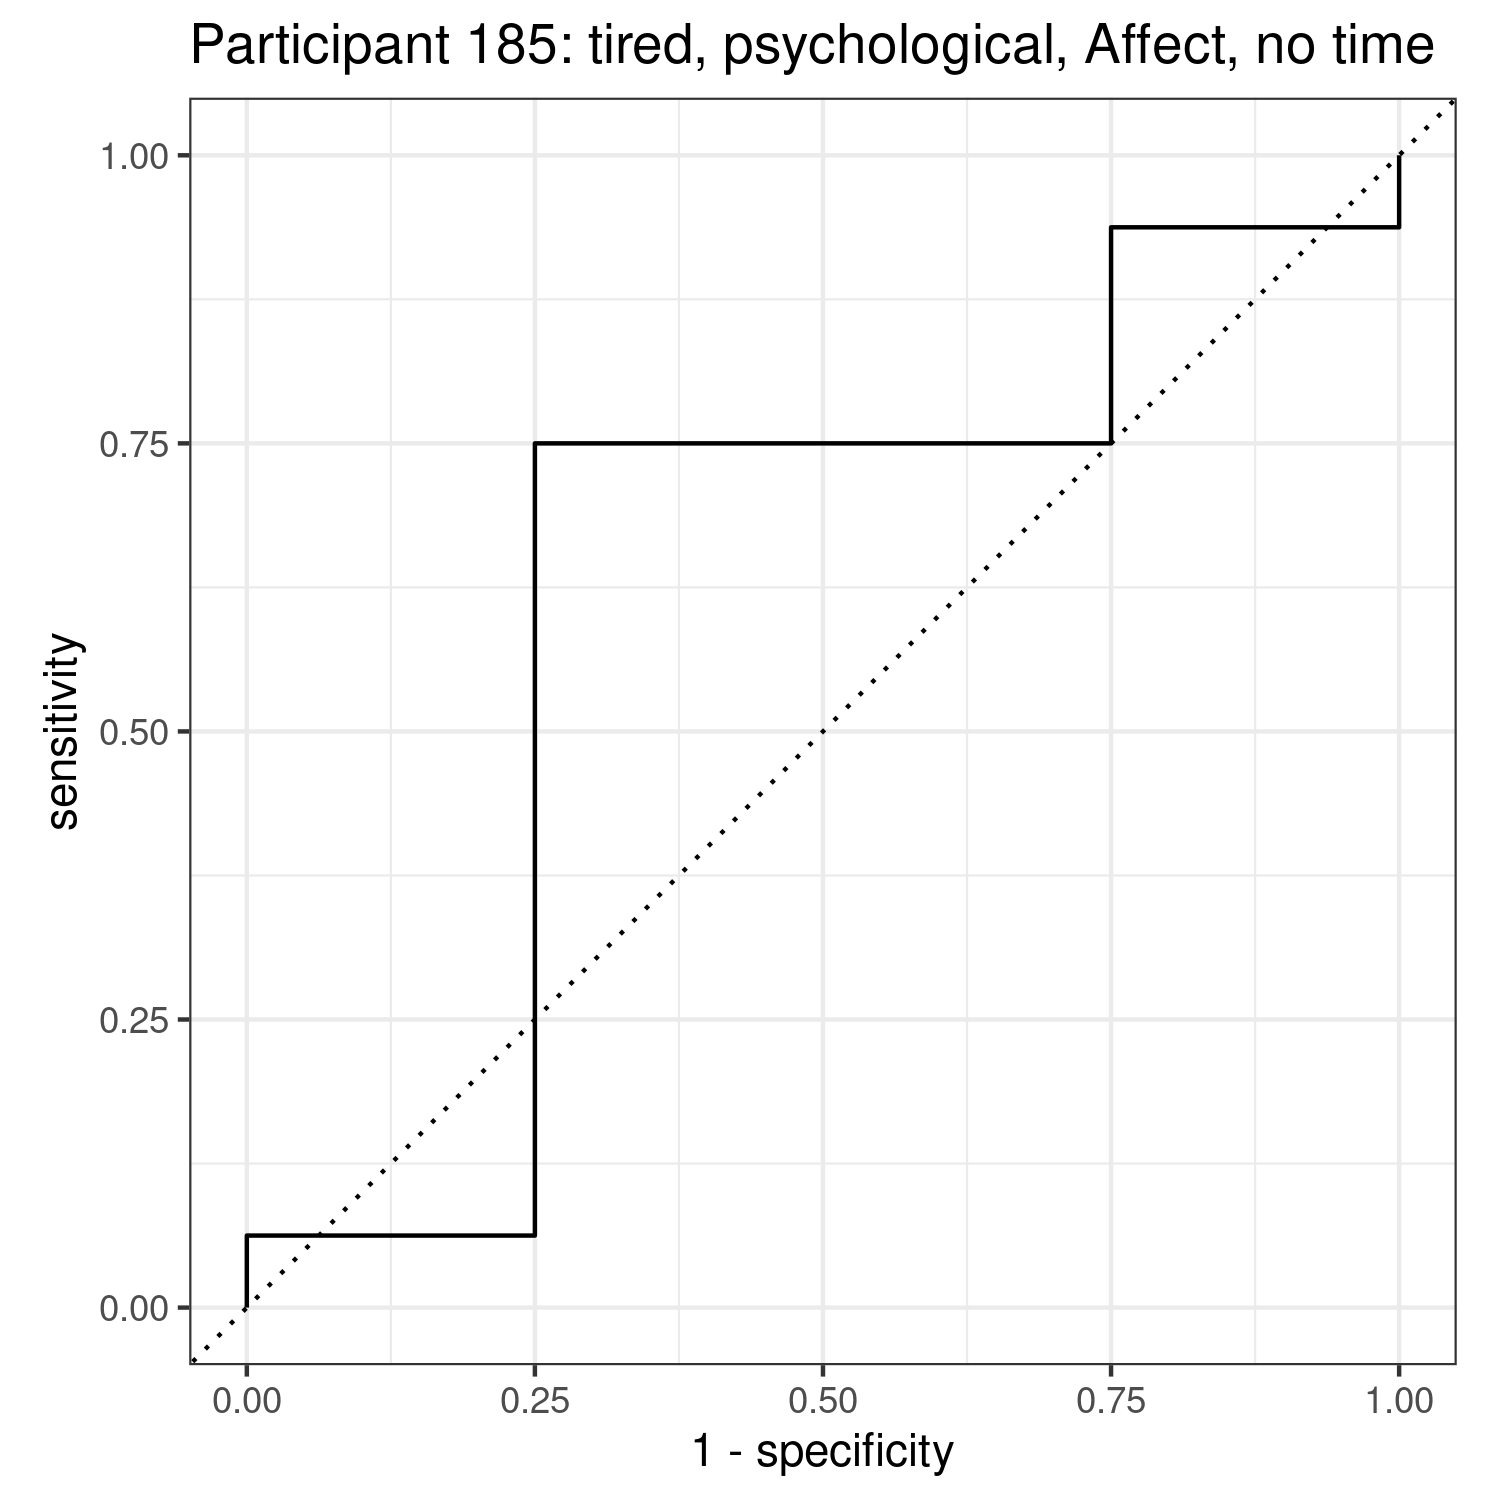 Participant 185: tired, psychological, Affect, no time
1.00
0.75
0.50
0.25
0.00
sensitivity
0.00 0.25 0.50 0.75 1.00
1 - specificity